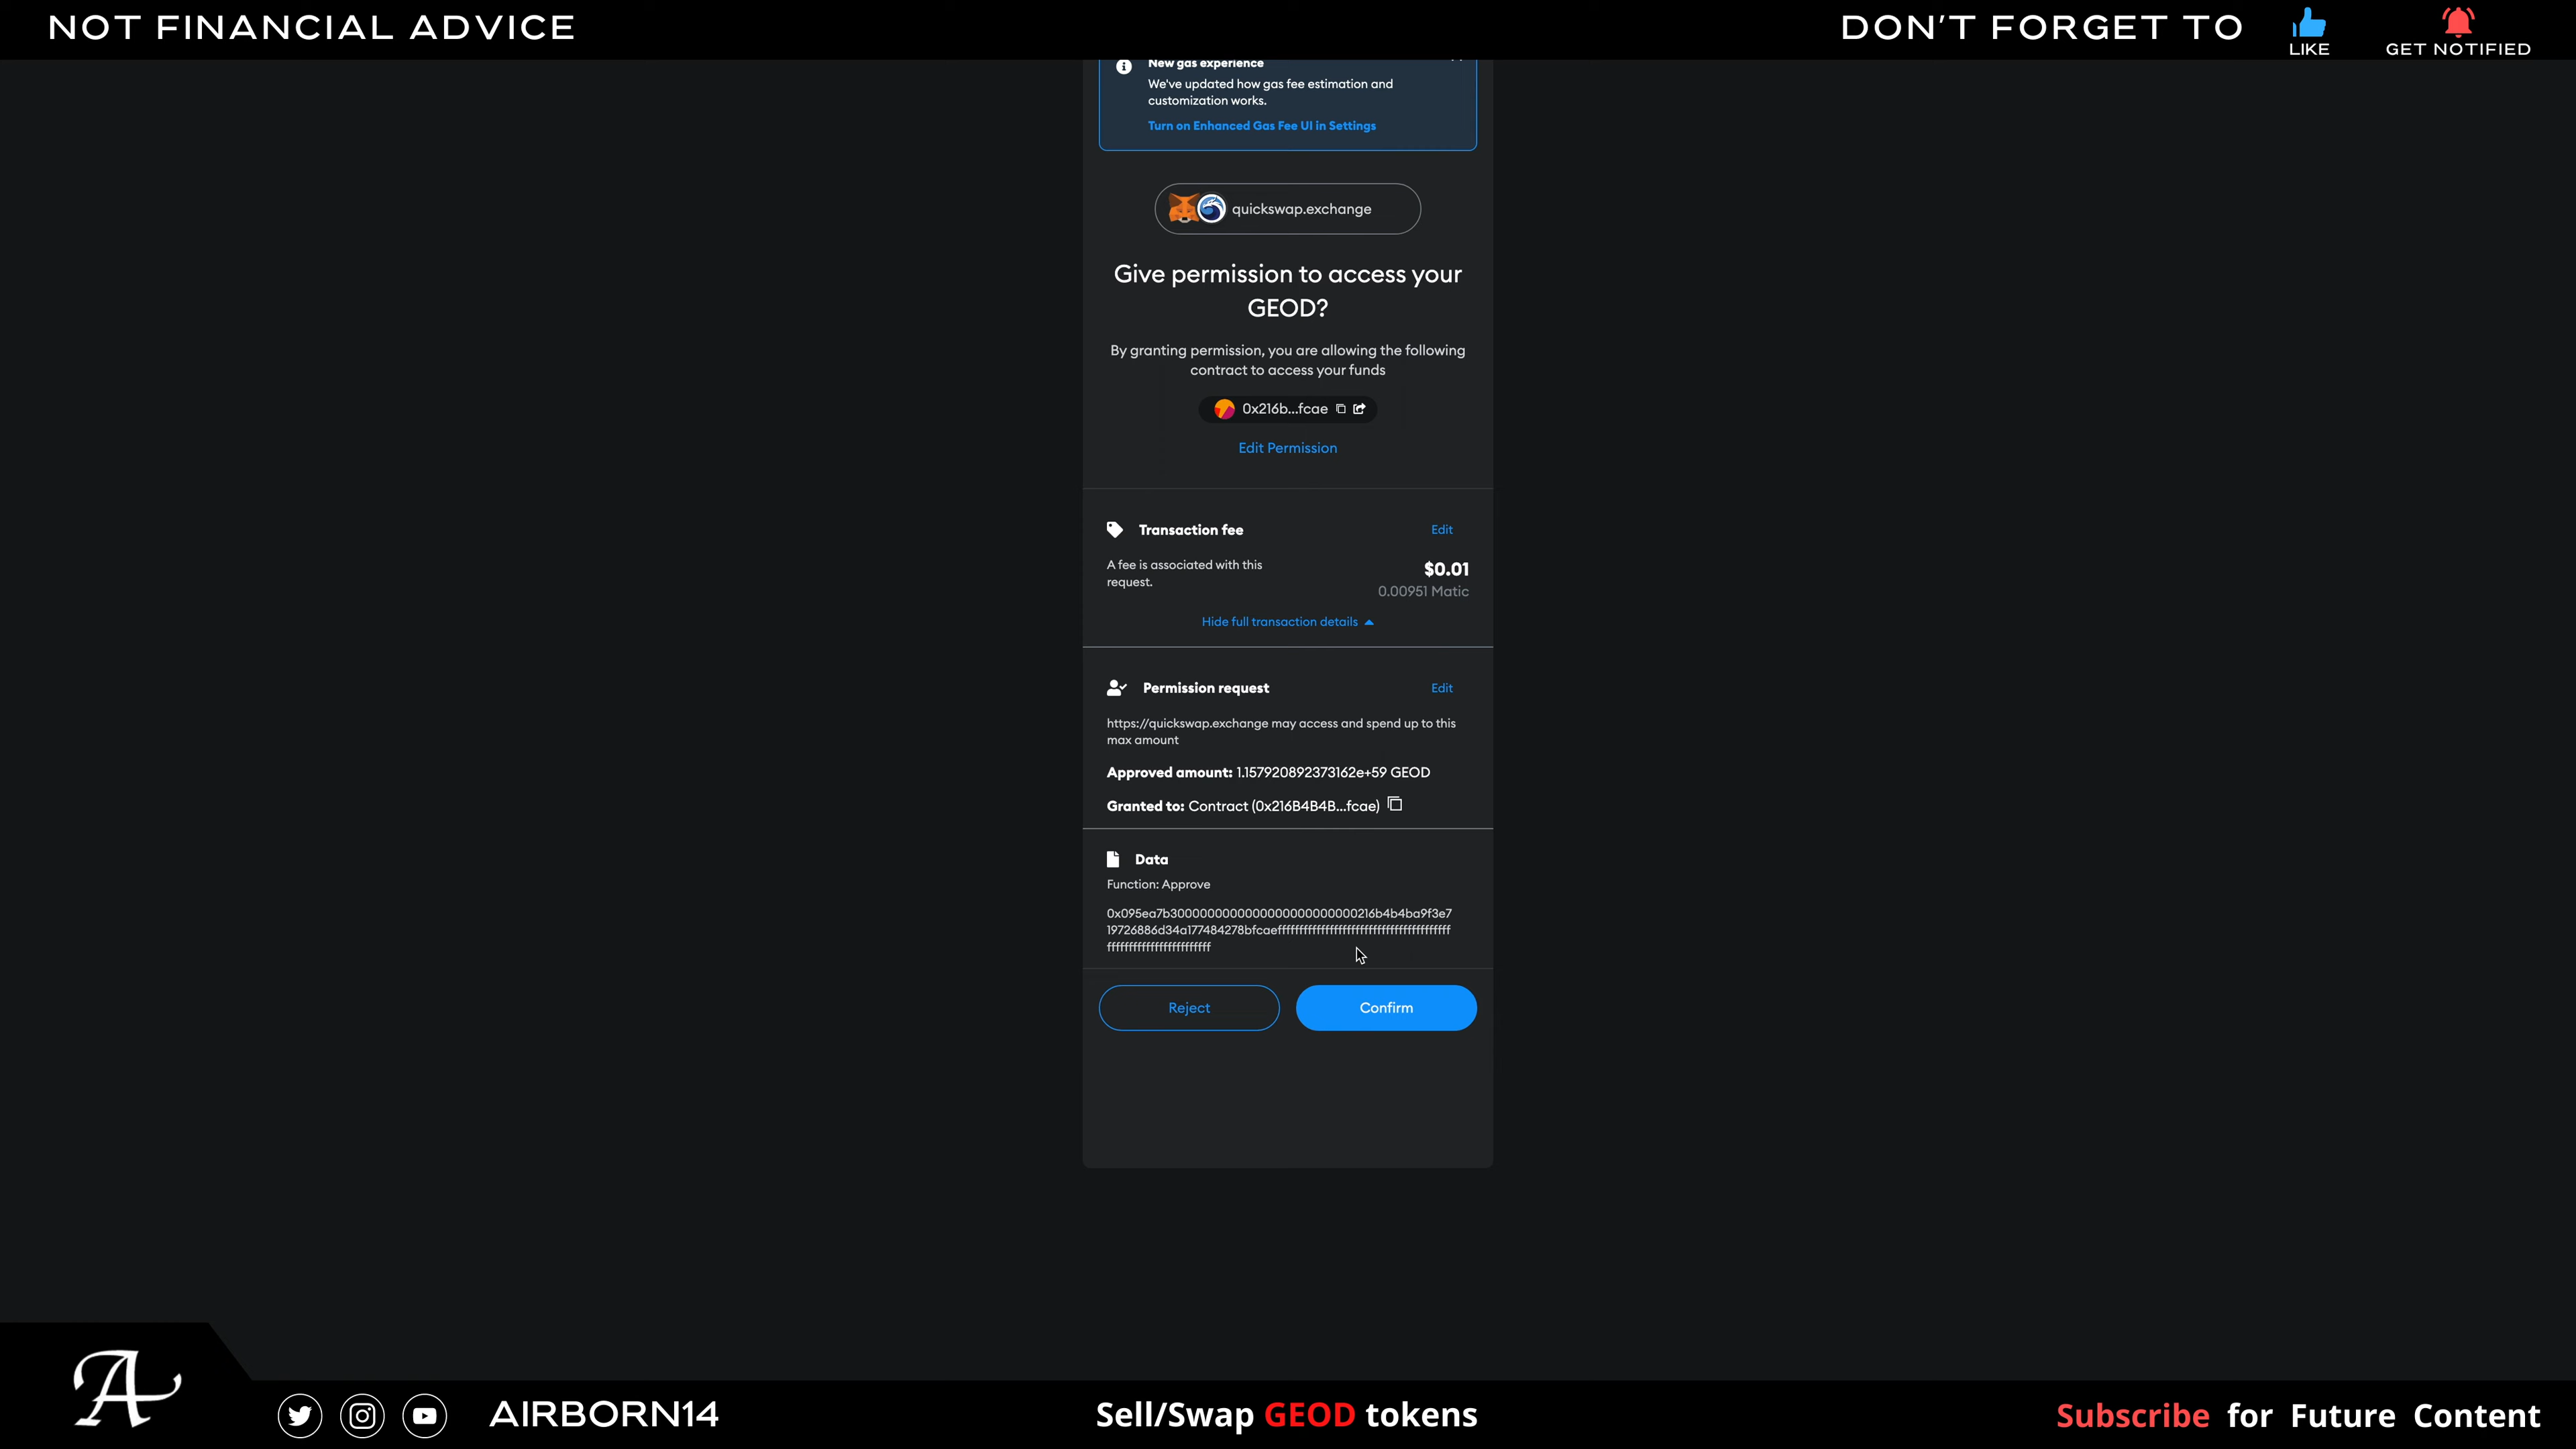 NOT FINANCIAL ADVICE
DON'T FORGET TO
LIKE
GET NOTIFIED
New gas experience
We've updated how gas fee estimation and
customization works.
Turn on Enhanced Gas Fee UI in Settings
quickswap.exchange
Give permission to access your
GEOD?
By granting permission, you are allowing the following
contract to access your funds
0x216b...fcae
Edit Permission
Transaction fee
Edit
A fee is associated with this
request.
$0.01
0.00951 Matic
Hide full transaction details
Permission request
Edit
https://quickswap.exchange may access and spend up to this
max amount
Approved amount: 1.157920892373162e+59 GEOD
Granted to: Contract (0x216B4B4B...fcae)
Data
Function: Approve
0x095ea7b3000000000000000000000000216b4b4ba9f3e7
19726886d34a177484278bfcaeffffffffffffffffffffffffffffffffffffffff
ffffffffffffffffffffffff
Reject
Confirm
A
AIRBORN14
Sell/Swap GEOD tokens
Subscribe for Future Content